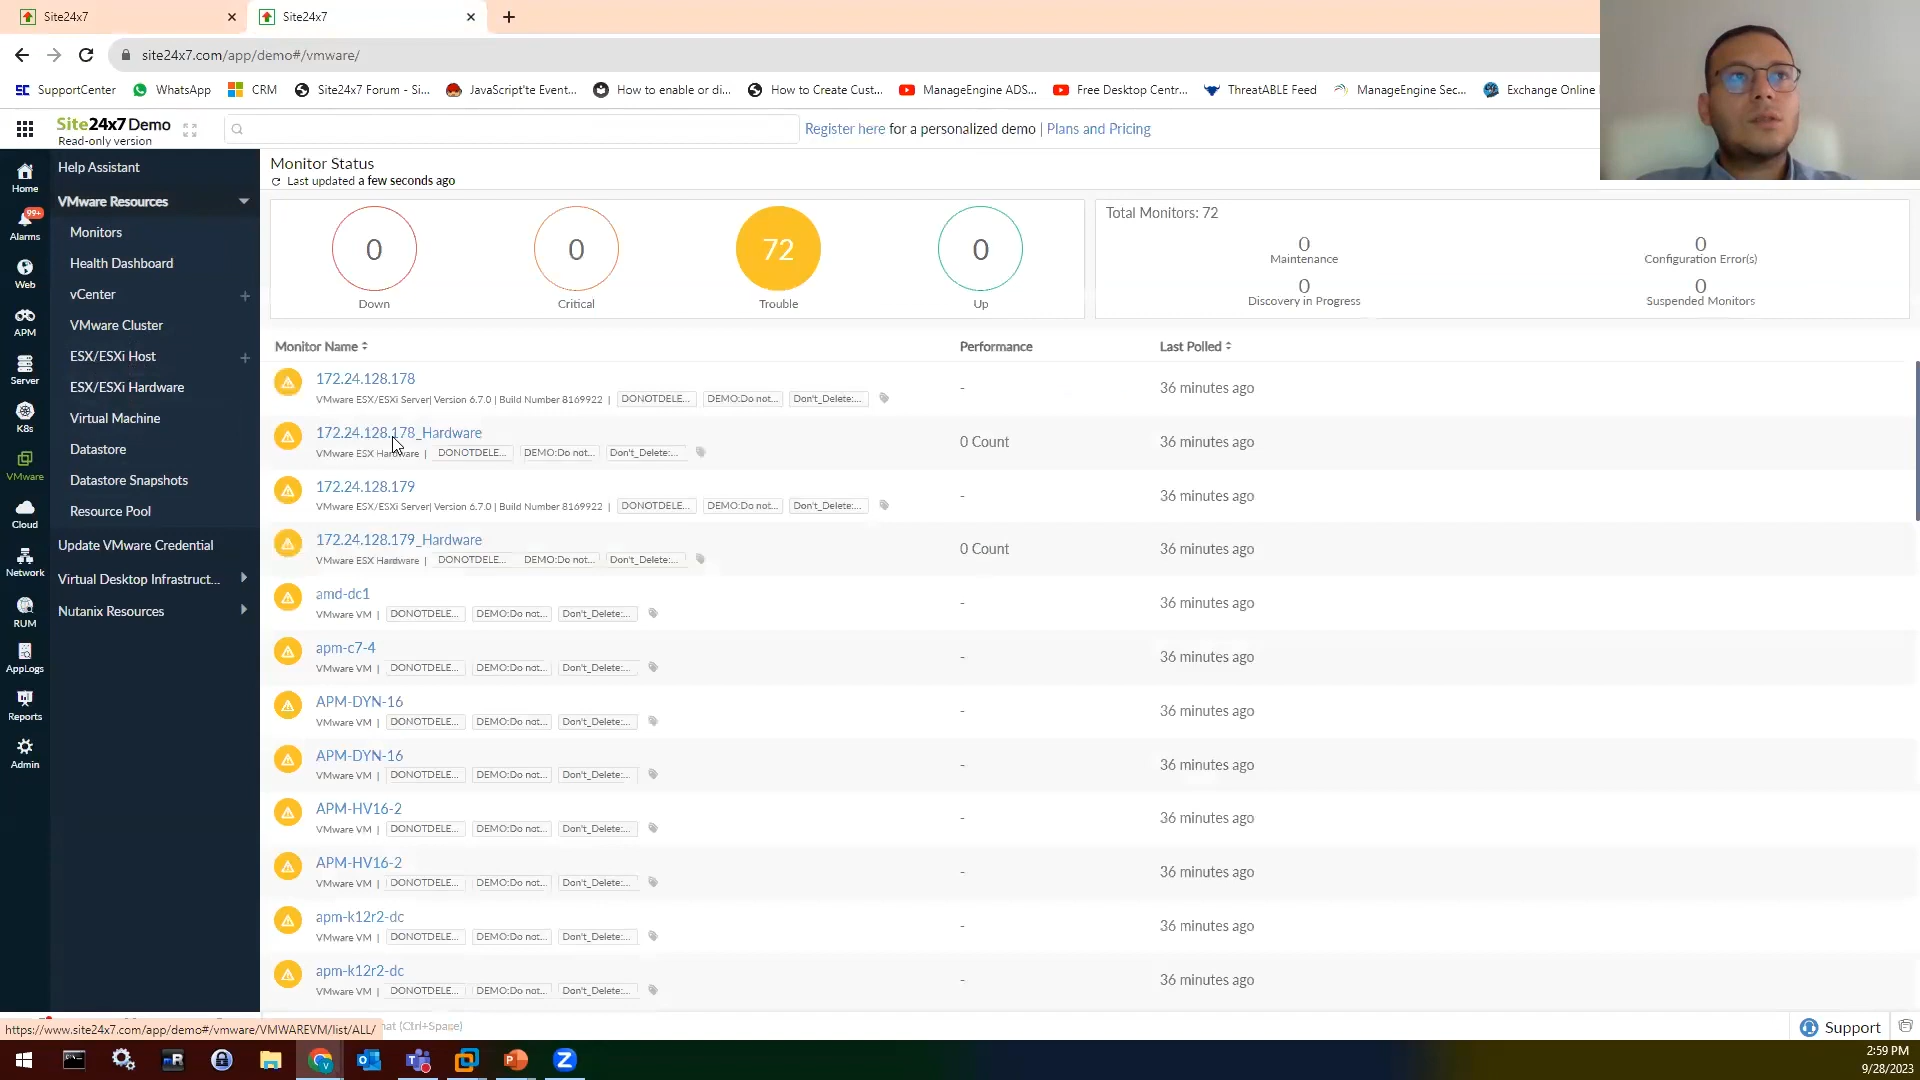 Site24x7
Site24x7
site24x7.com/app/demo#/vmware/
SupportCenter
WhatsApp
CRM
Site24x7 Forum - Si...
JavaScript'te Event...
How to enable or di...
How to Create Cust...
ManageEngine ADS...
Free Desktop Centr...
ThreatABLE Feed
ManageEngine Sec...
Exchange Online
Site24x7 Demo
Read-only version
Register here for a personalized demo | Plans and Pricing
Home
99+
Alarms
Web
APM
Server
K8s
VMware
Cloud
Network
RUM
AppLogs
Reports
Admin
Help Assistant
VMware Resources
Monitors
Health Dashboard
vCenter
VMware Cluster
ESX/ESXi Host
ESX/ESXi Hardware
Virtual Machine
Datastore
Datastore Snapshots
Resource Pool
Update VMware Credential
Virtual Desktop Infrastruct...
Nutanix Resources
Monitor Status
Last updated a few seconds ago
0
Down
0
Critical
72
Trouble
0
Up
Total Monitors: 72
0
Maintenance
0
Configuration Error(s)
0
Discovery in Progress
0
Suspended Monitors
Monitor Name Performance Last Polled
172.24.128.178
VMware ESX/ESXi Server| Version 6.7.0 | Build Number 8169922 | DONOTDELE... DEMO:Do not... Don't_Delete:...
- 36 minutes ago
172.24.128.178_Hardware
VMware ESX Hardware | DONOTDELE... DEMO:Do not... Don't_Delete:...
0 Count 36 minutes ago
172.24.128.179
VMware ESX/ESXi Server| Version 6.7.0 | Build Number 8169922 | DONOTDELE... DEMO:Do not... Don't_Delete:...
- 36 minutes ago
172.24.128.179_Hardware
VMware ESX Hardware | DONOTDELE... DEMO:Do not... Don't_Delete:...
0 Count 36 minutes ago
amd-dc1
VMware VM | DONOTDELE... DEMO:Do not... Don't_Delete:...
- 36 minutes ago
apm-c7-4
VMware VM | DONOTDELE... DEMO:Do not... Don't_Delete:...
- 36 minutes ago
APM-DYN-16
VMware VM | DONOTDELE... DEMO:Do not... Don't_Delete:...
- 36 minutes ago
APM-DYN-16
VMware VM | DONOTDELE... DEMO:Do not... Don't_Delete:...
- 36 minutes ago
APM-HV16-2
VMware VM | DONOTDELE... DEMO:Do not... Don't_Delete:...
- 36 minutes ago
APM-HV16-2
VMware VM | DONOTDELE... DEMO:Do not... Don't_Delete:...
- 36 minutes ago
apm-k12r2-dc
VMware VM | DONOTDELE... DEMO:Do not... Don't_Delete:...
- 36 minutes ago
apm-k12r2-dc
VMware VM | DONOTDELE... DEMO:Do not... Don't_Delete:...
- 36 minutes ago
https://www.site24x7.com/app/demo#/vmware/VMWAREVM/list/ALL/
hat (Ctrl+Space)
Support
2:59 PM
9/28/2023